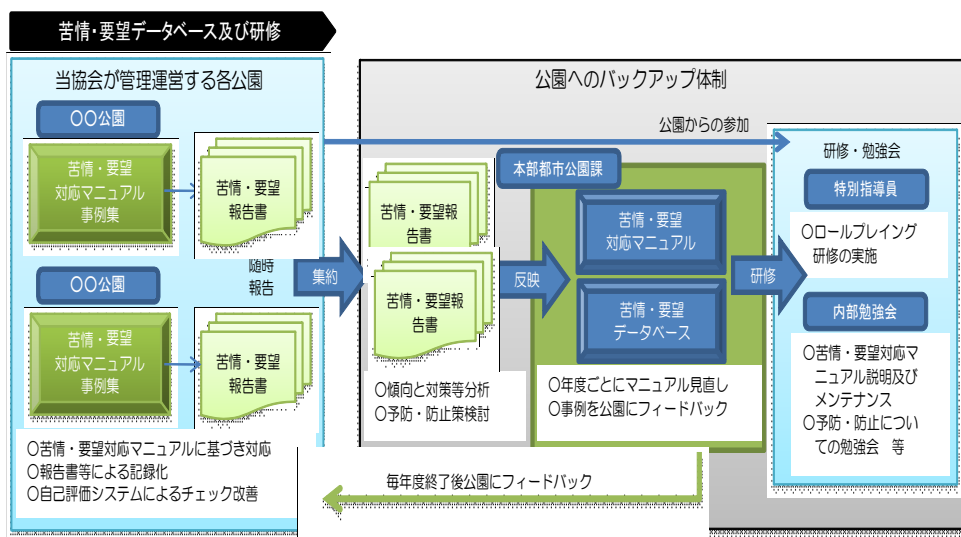 苦情・要望データベース及び研修
当協会が管理運営する各公園
〇〇公園
苦情・要望
対応マニュアル
事例集
苦情・要望
報告書
随時
報告
〇〇公園
苦情・要望
対応マニュアル
事例集
苦情・要望
報告書
〇苦情・要望対応マニュアルに基づき対応
〇報告書等による記録化
〇自己評価システムによるチェック改善
集約
公園へのバックアップ体制
公園からの参加
苦情・要望報
告書
苦情・要望報
告書
〇傾向と対策等分析
〇予防・防止策検討
反映
本部都市公園課
苦情・要望
対応マニュアル
苦情・要望
データベース
〇年度ごとにマニュアル見直し
〇事例を公園にフィードバック
研修
研修・勉強会
特別指導員
〇ロールプレイング
研修の実施
内部勉強会
〇苦情・要望対応マ
ニュアル説明及び
メンテナンス
〇予防・防止につい
ての勉強会 等
毎年度終了後公園にフィードバック